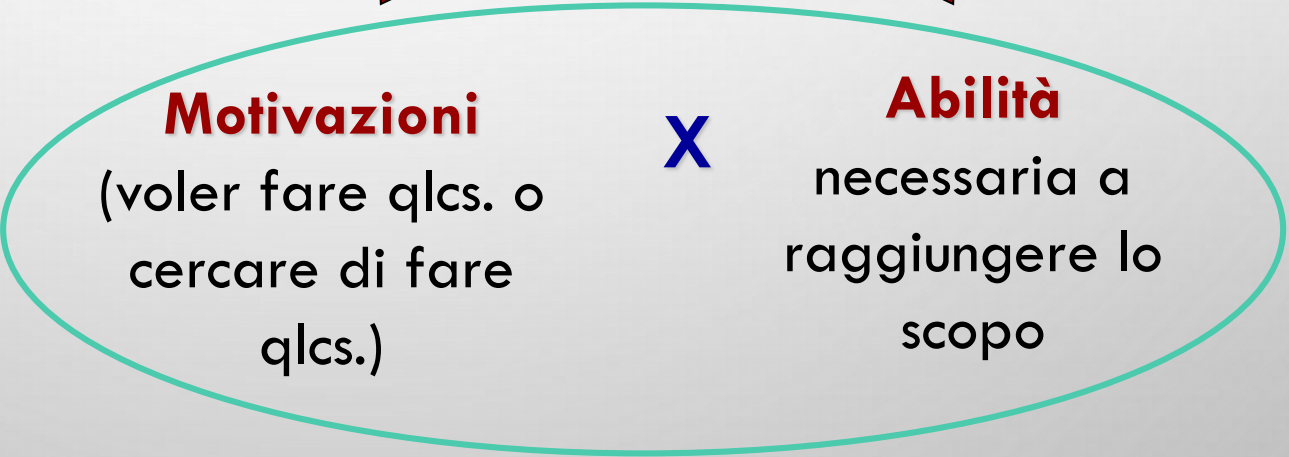 Motivazioni
(voler fare qlcs. o
cercare di fare
qlcs.)
X
Abilità
necessaria a
raggiungere lo
scopo